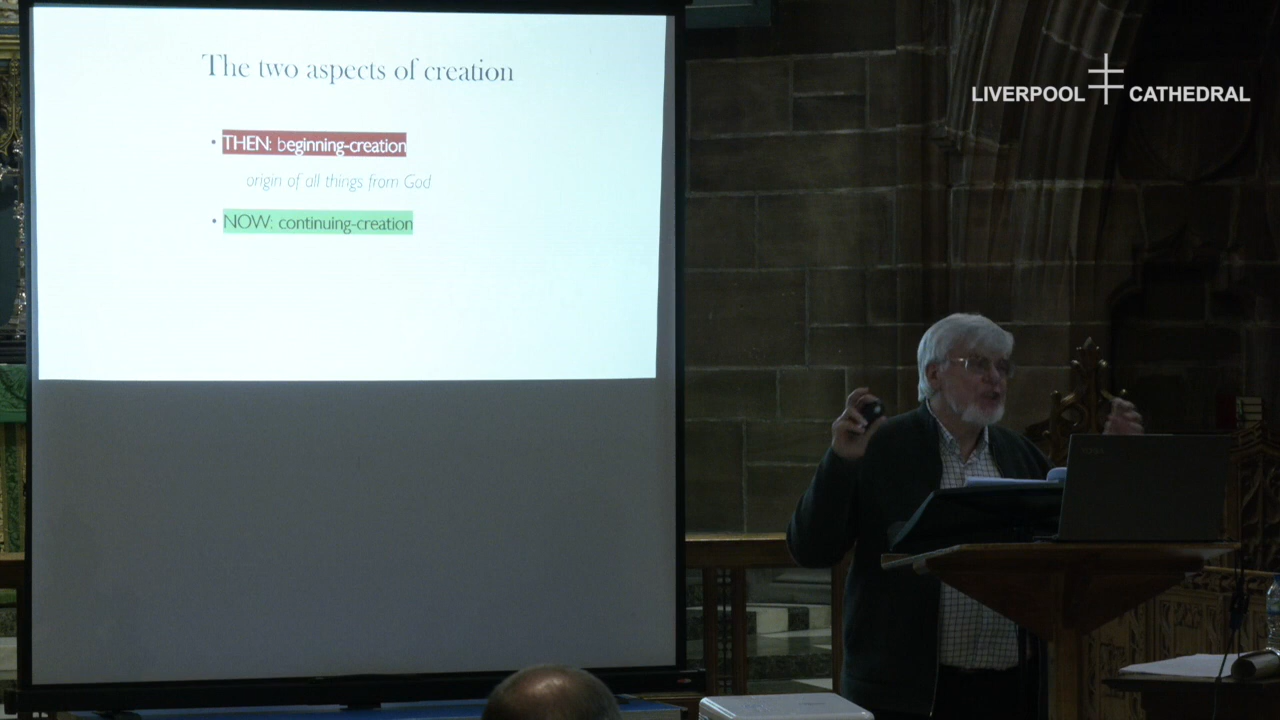 The two aspects of creation
• THEN: beginning-creation
origin of all things from God
• NOW: continuing-creation
LIVERPOOL CATHEDRAL